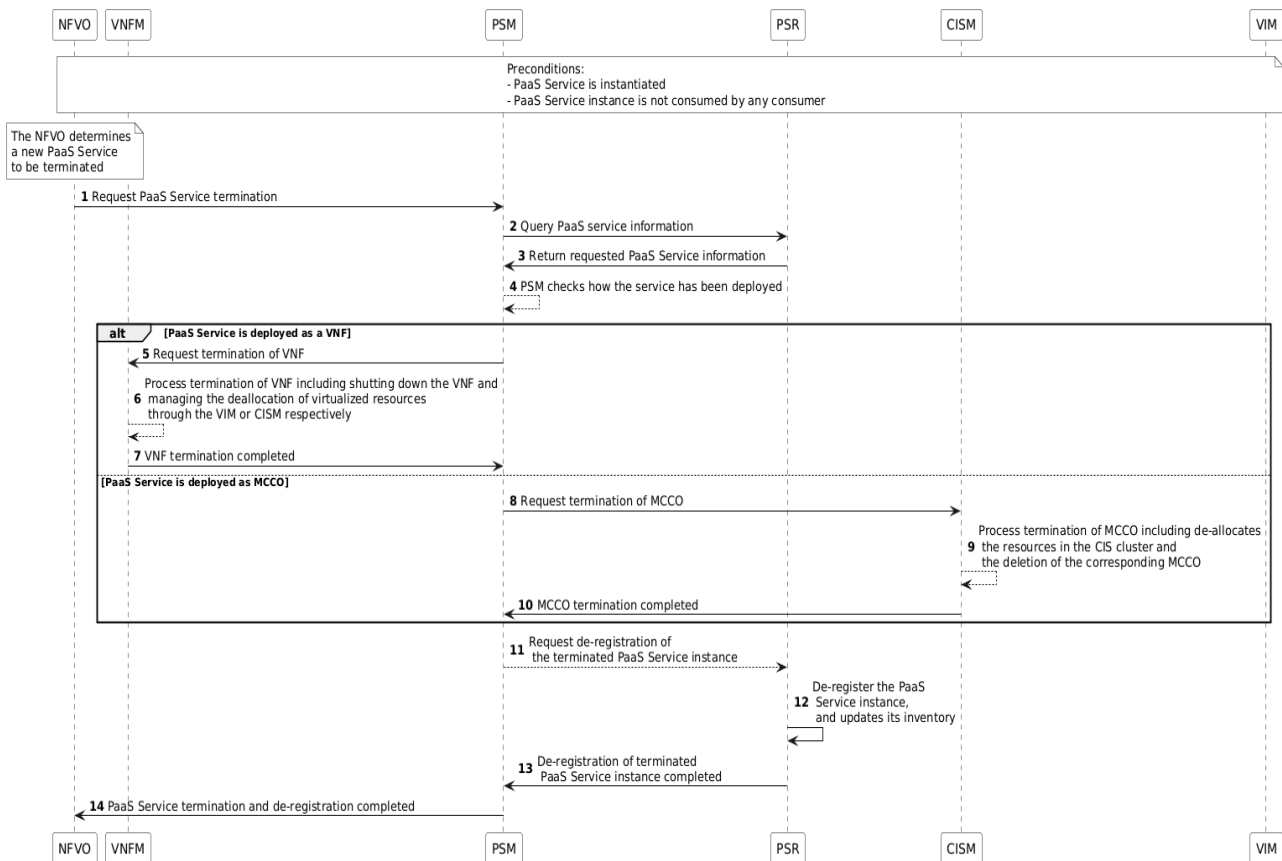 NFVO VNFM PSM PSR CISM VIM
Preconditions:
- PaaS Service is instantiated
- PaaS Service instance is not consumed by any consumer
The NFVO determines
a new PaaS Service
to be terminated
1 Request PaaS Service termination
2 Query PaaS service information
3 Return requested PaaS Service information
4 PSM checks how the service has been deployed
alt [PaaS Service is deployed as a VNF]
5 Request termination of VNF
Process termination of VNF including shutting down the VNF and
6 managing the deallocation of virtualized resources
through the VIM or CISM respectively
7 VNF termination completed
[PaaS Service is deployed as MCCO]
8 Request termination of MCCO
Process termination of MCCO including de-allocates
9 the resources in the CIS cluster and
the deletion of the corresponding MCCO
10 MCCO termination completed
11 Request de-registration of
the terminated PaaS Service instance
De-register the PaaS
12 Service instance,
and updates its inventory
13 De-registration of terminated
PaaS Service instance completed
14 PaaS Service termination and de-registration completed
NFVO VNFM PSM PSR CISM VIM